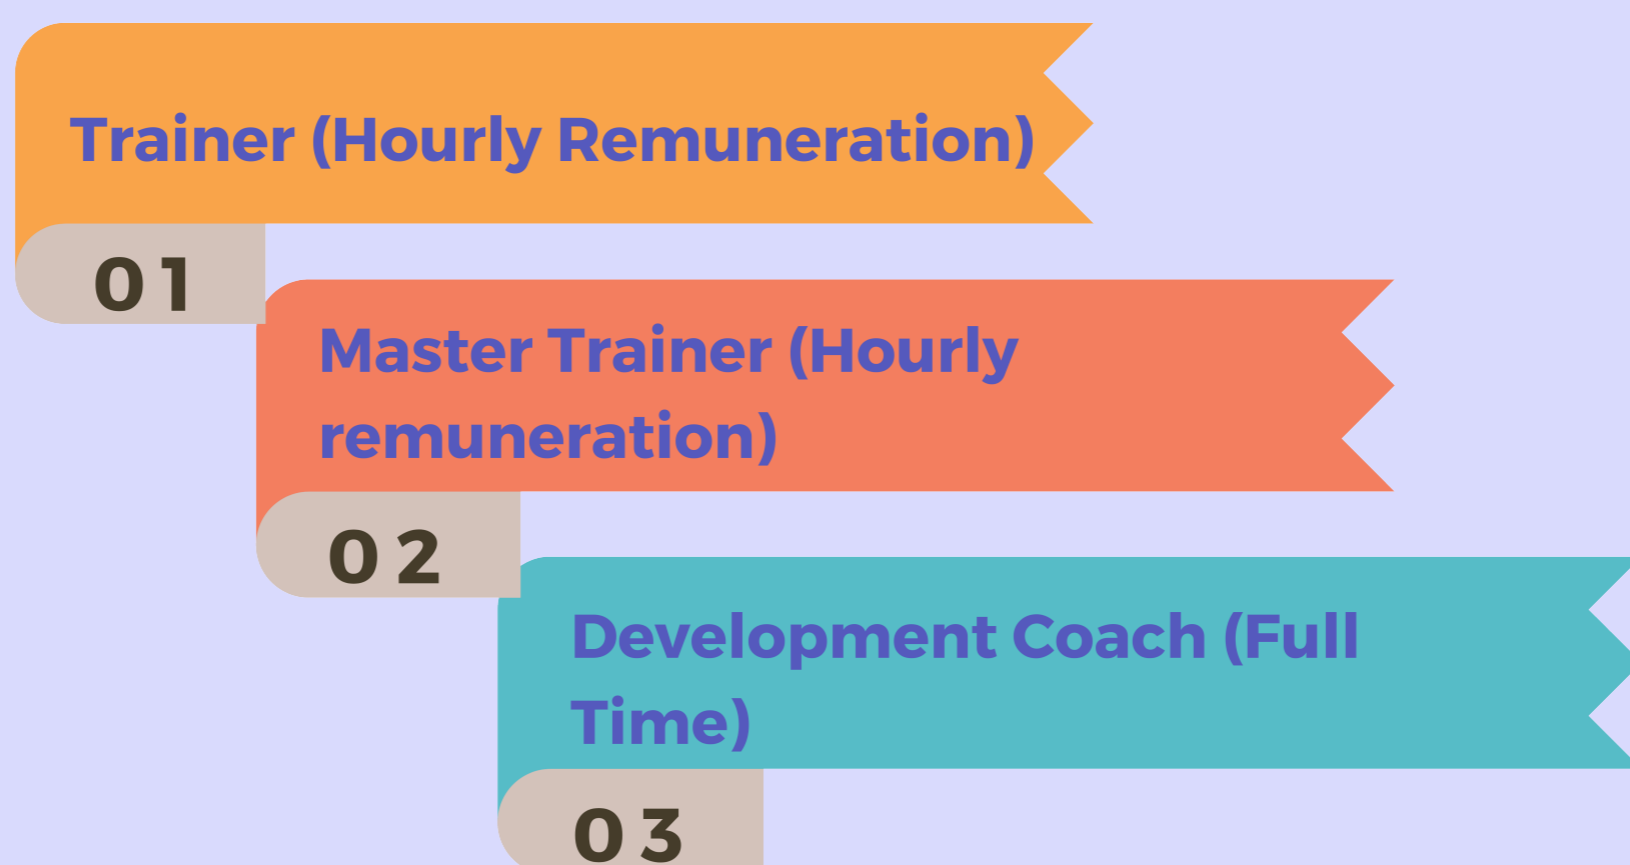 Trainer (Hourly Remuneration)
01
Master Trainer (Hourly
remuneration)
02
Development Coach (Full
Time)
03